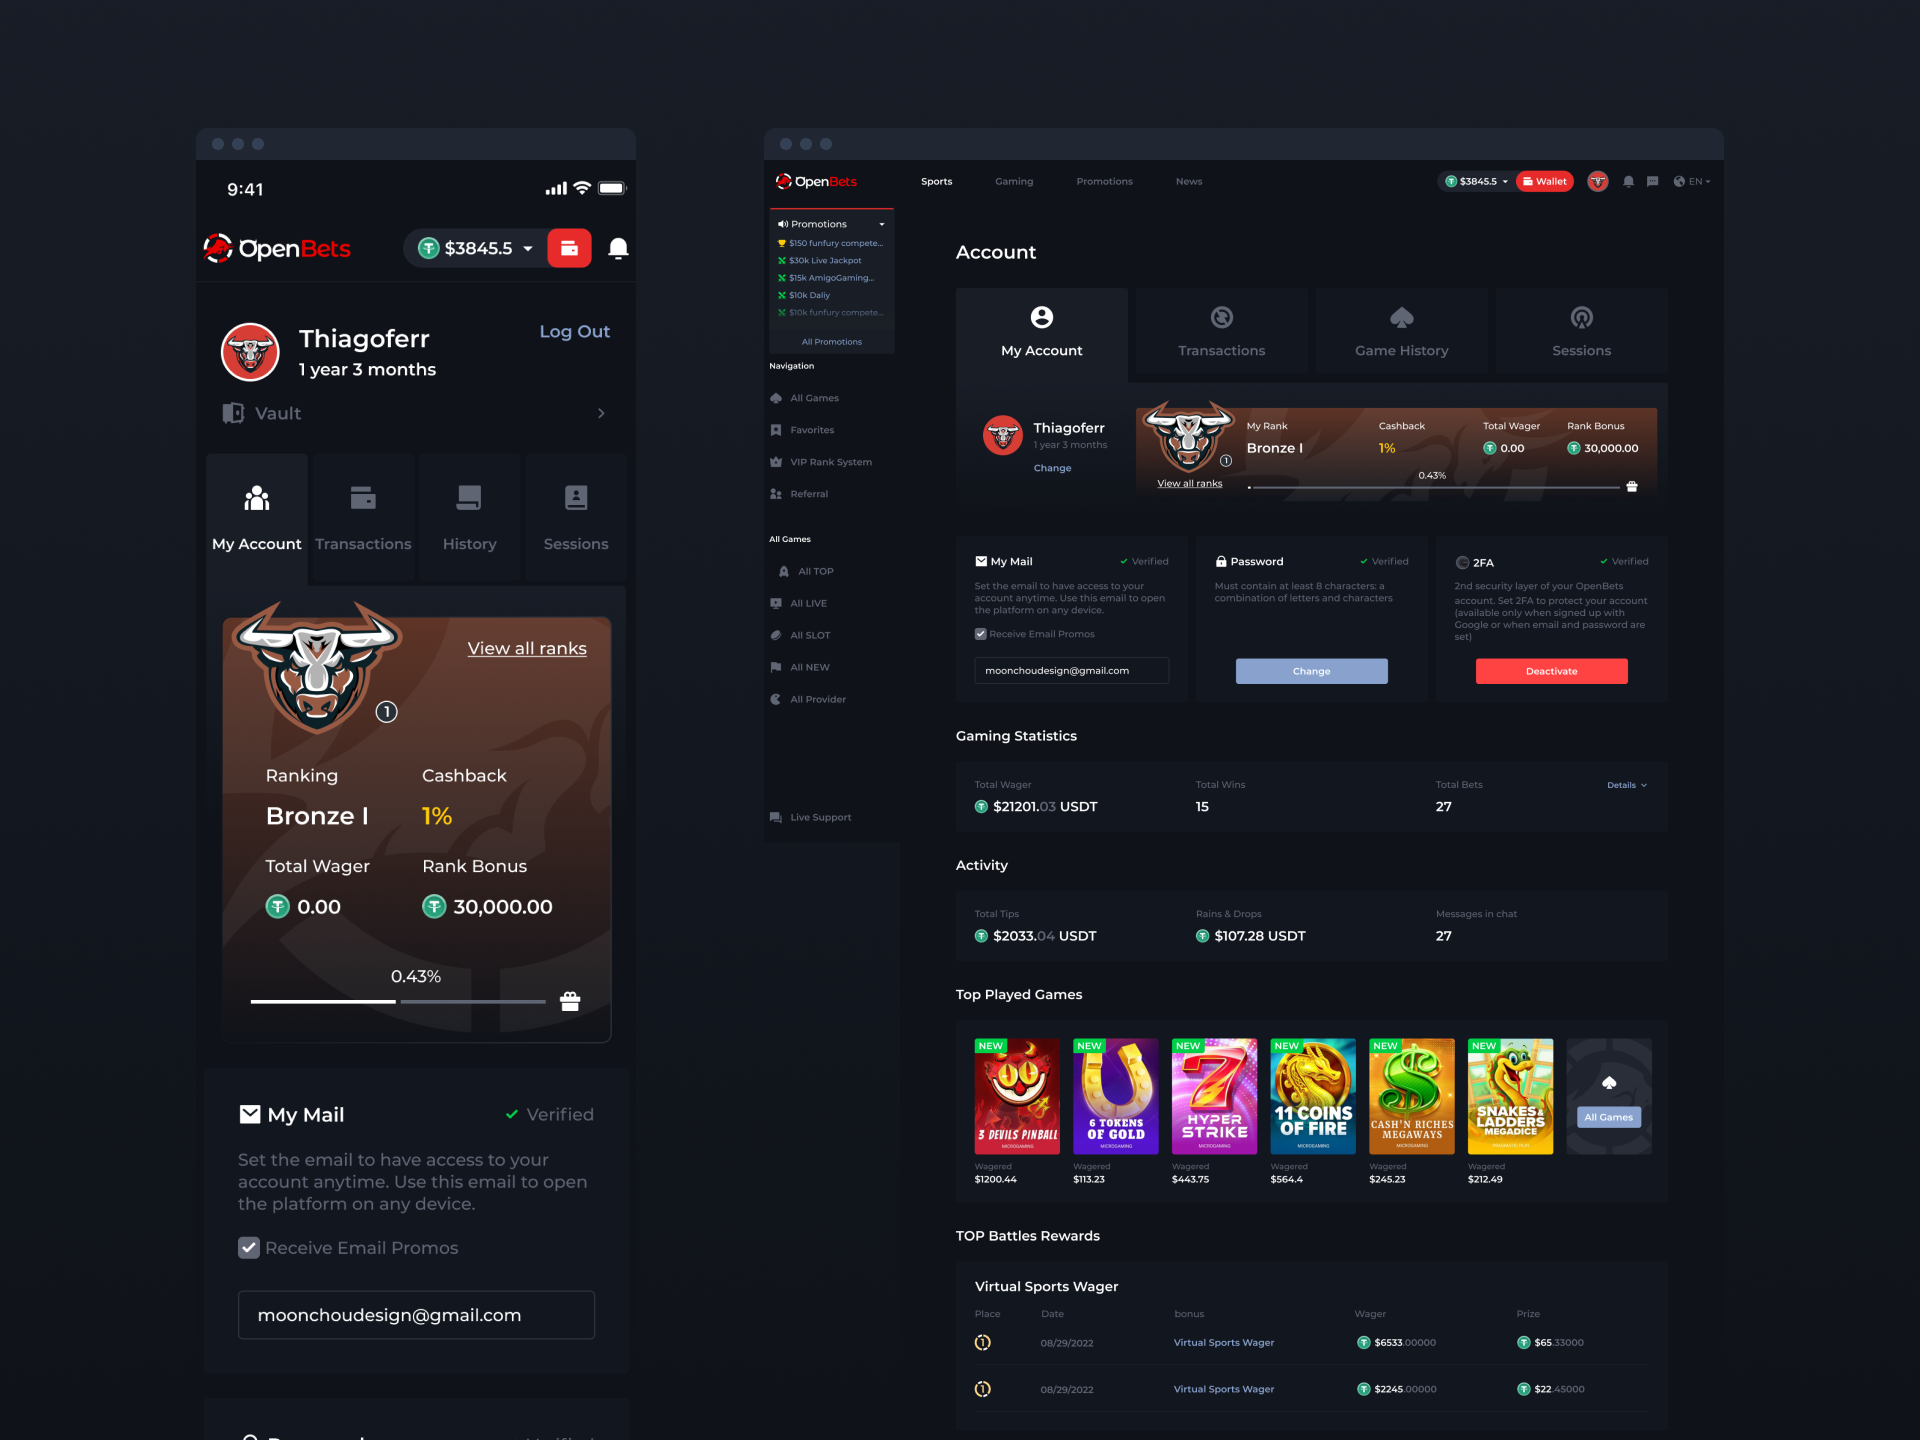 9:41
OpenBets
$3845.5
Thiagoferr
1 year 3 months
Log Out
Vault
My Account
Transactions
History
Sessions
View all ranks
1
Ranking
Cashback
Bronze I
1%
Total Wager
Rank Bonus
0.00
30,000.00
0.43%
My Mail
Verified
Set the email to have access to your
account anytime. Use this email to open
the platform on any device.
Receive Email Promos
moonchoudesign@gmail.com
OpenBets
Sports
Gaming
Promotions
News
$3845.5
Wallet
EN
Promotions
$150 funfury compete...
$30k Live Jackpot
$15k AmigoGaming...
$10k Daliy
$10k funfury compete...
All Promotions
Navigation
All Games
Favorites
VIP Rank System
Referral
All Games
All TOP
All LIVE
All SLOT
All NEW
All Provider
Live Support
Account
My Account
Transactions
Game History
Sessions
Thiagoferr
1 year 3 months
Change
1
View all ranks
My Rank
Cashback
Total Wager
Rank Bonus
Bronze I
1%
0.00
30,000.00
0.43%
My Mail
Verified
Set the email to have access to your
account anytime. Use this email to open
the platform on any device.
Receive Email Promos
moonchoudesign@gmail.com
Password
Verified
Must contain at least 8 characters: a
combination of letters and characters
Change
2FA
Verified
2nd security layer of your OpenBets
account. Set 2FA to protect your account
(available only when signed up with
Google or when email and password are
set)
Deactivate
Gaming Statistics
Total Wager
Total Wins
Total Bets
Details
$21201.03 USDT
15
27
Activity
Total Tips
Rains & Drops
Messages in chat
$2033.04 USDT
$107.28 USDT
27
Top Played Games
NEW
3 DEVILS PINBALL
MICROGAMING
Wagered
$1200.44
NEW
6 TOKENS
OF GOLD
MICROGAMING
Wagered
$113.23
NEW
7
HYPER
STRIKE
MICROGAMING
Wagered
$443.75
NEW
11 COINS
OF FIRE
MICROGAMING
Wagered
$564.4
NEW
CASH'N RICHES
MEGAWAYS
MICROGAMING
Wagered
$245.23
NEW
SNAKES&
LADDERS
MEGADICE
PRAGMATIC PLAY
Wagered
$212.49
All Games
TOP Battles Rewards
Virtual Sports Wager
Place
Date
bonus
Wager
Prize
1
08/29/2022
Virtual Sports Wager
$6533.00000
$65.33000
1
08/29/2022
Virtual Sports Wager
$2245.00000
$22.45000